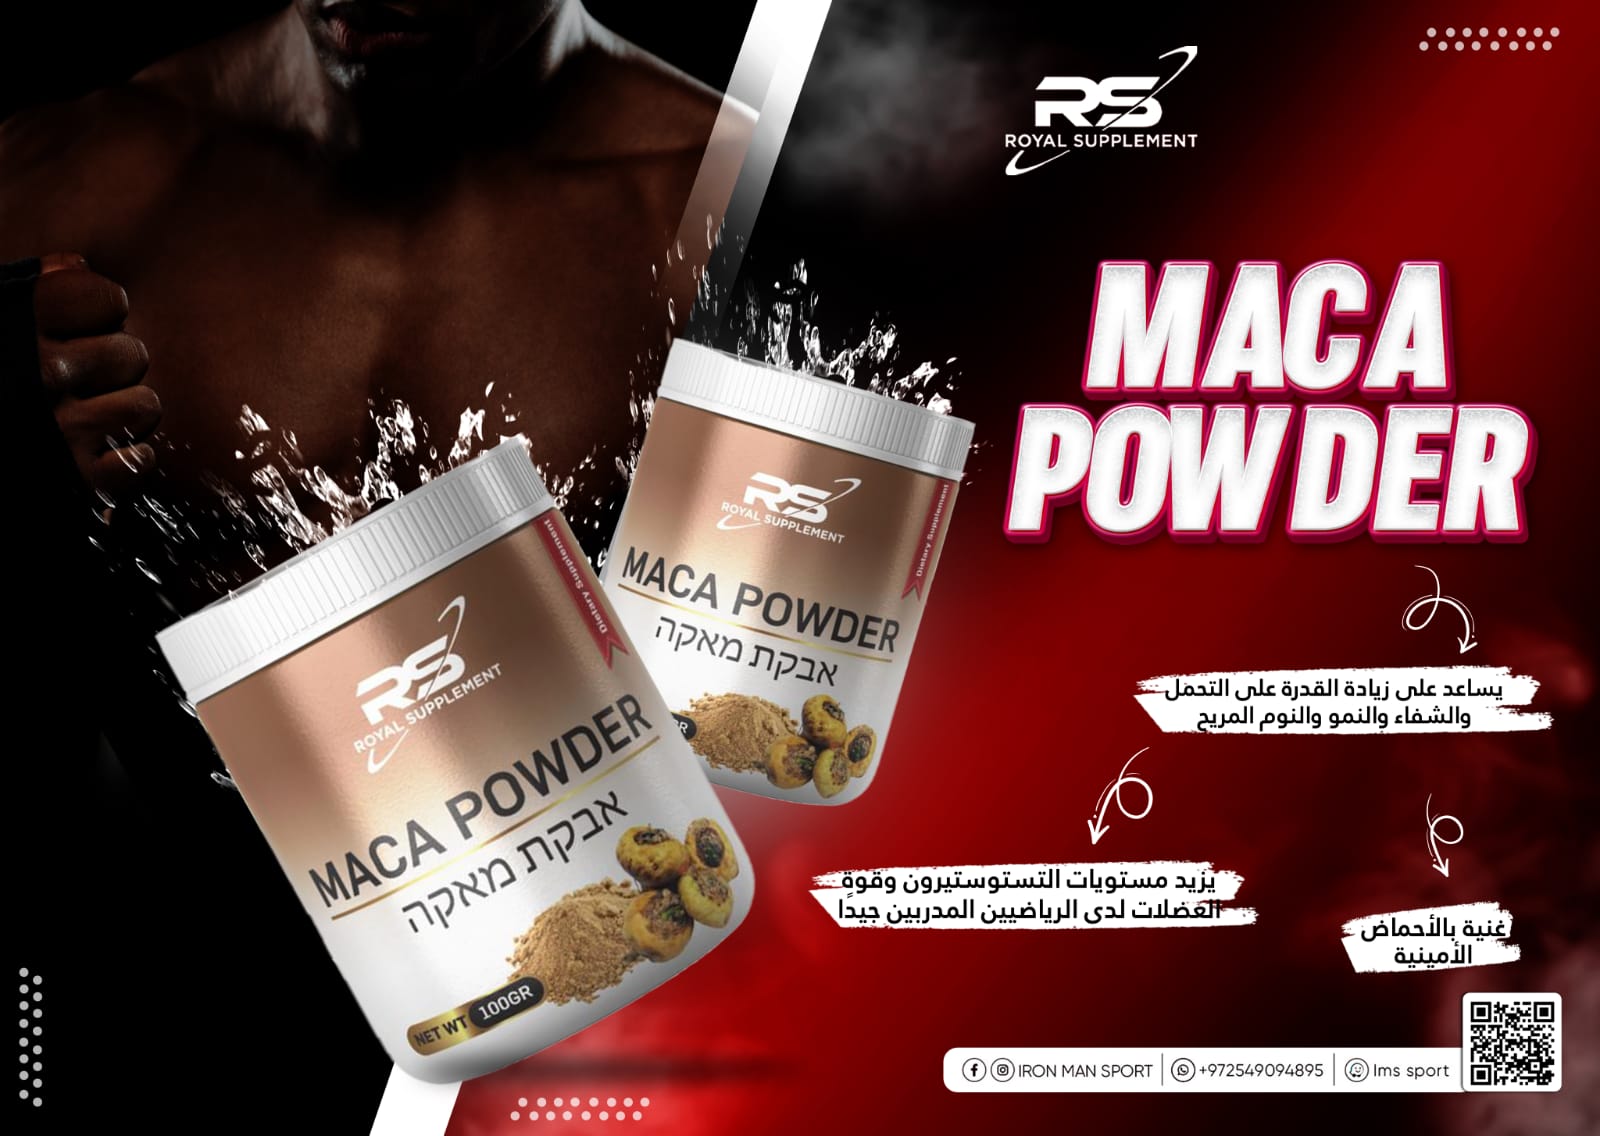 RS
ROYAL SUPPLEMENT
MACA
POWDER
RS
ROYAL SUPPLEMENT
Dietary Supplement
MACA POWDER
אבקת מאקה
GR
RS
ROYAL SUPPLEMENT
Dietary Supplement
MACA POWDER
אבקת מאקה
NET WT 100GR
يساعد على زيادة القدرة على التحمل
والشفاء والنمو والنوم المريح
يزيد مستويات التستوستيرون وقوة
العضلات لدى الرياضيين المدربين جيدًا
غنية بالأحماض
الأمينية
IRON MAN SPORT
+972549094895
Ims sport